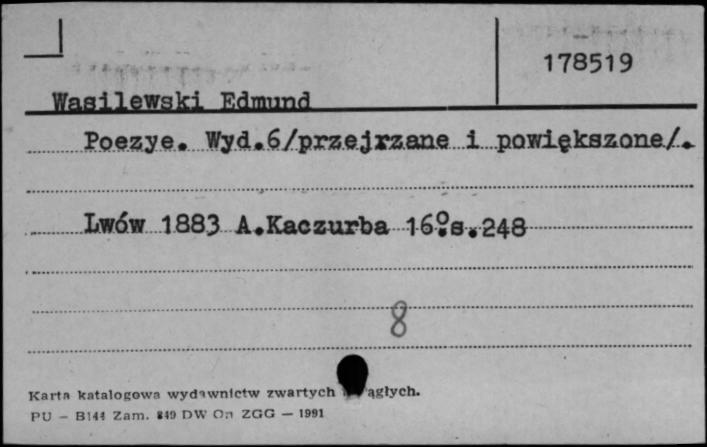 178519
Wasilewski Edmund
Poezye. Wyd.6/przejrzane i powiększone/.
Lwów 1883 A.Kaczurba 16°.s.248
8
Karta katalogowa wydawnictw zwartych ągłych.
PU – B144 Zam. 849 DW Oa ZGG — 1991